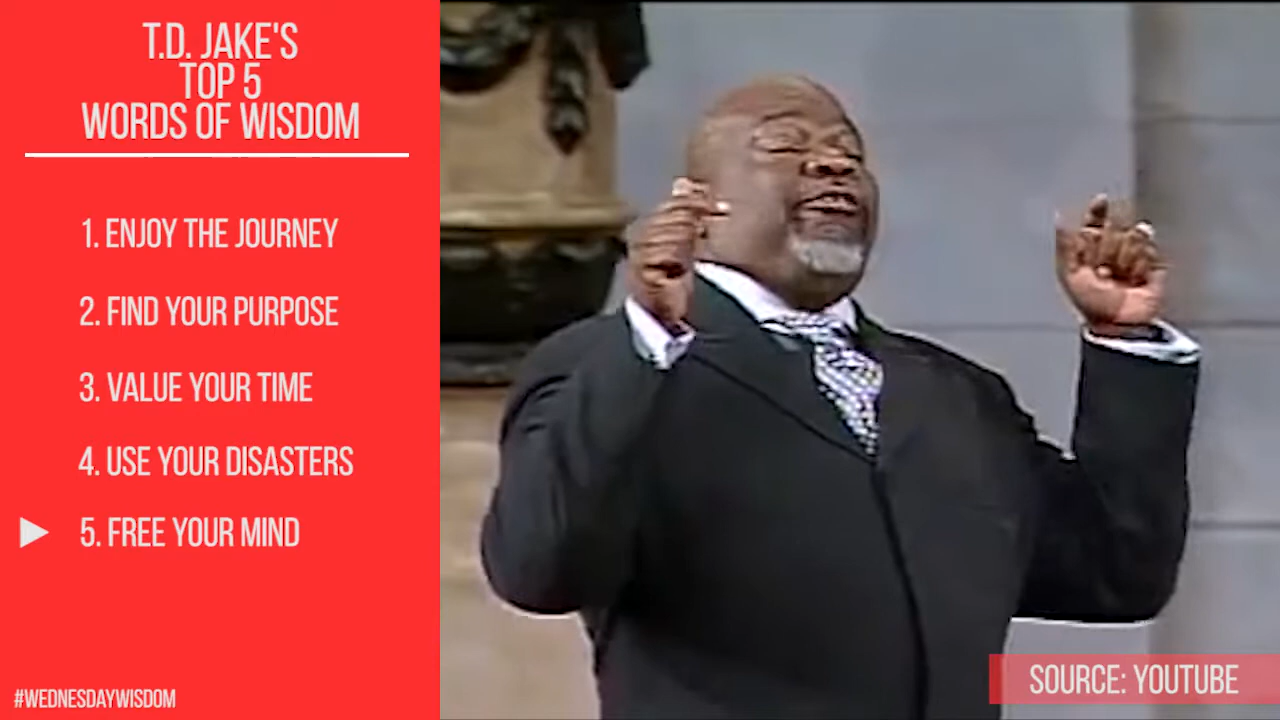 T.D. JAKE'S
TOP 5
WORDS OF WISDOM
1. ENJOY THE JOURNEY
2. FIND YOUR PURPOSE
3. VALUE YOUR TIME
4. USE YOUR DISASTERS
5. FREE YOUR MIND
#WEDNESDAYWISDOM
SOURCE: YOUTUBE